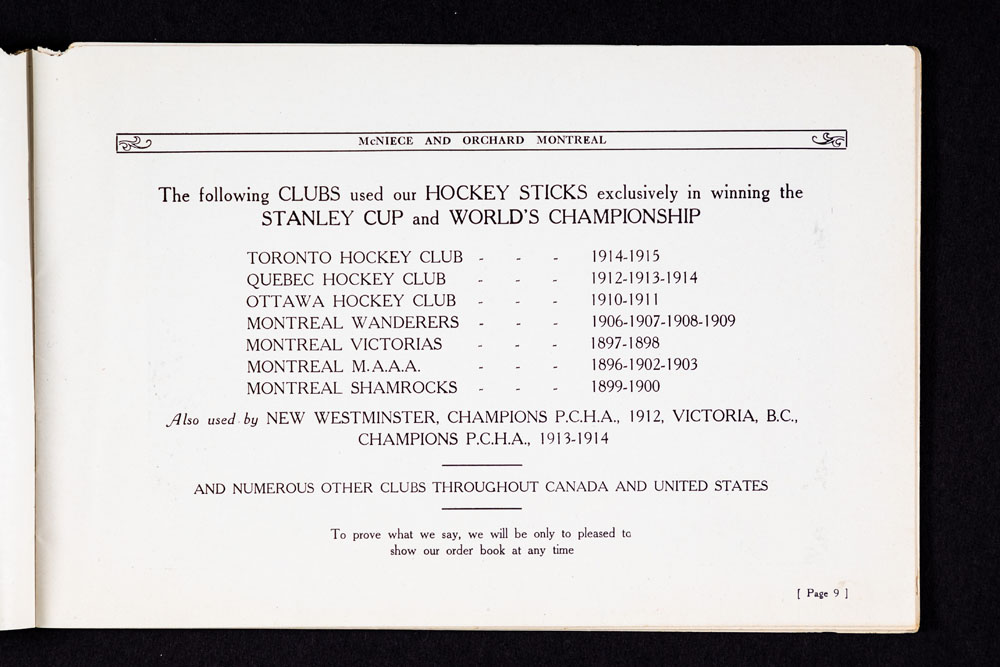 McNIECE AND ORCHARD MONTREAL
The following CLUBS used our HOCKEY STICKS exclusively in winning the
STANLEY CUP and WORLD'S CHAMPIONSHIP
TORONTO HOCKEY CLUB - - - 1914-1915
QUEBEC HOCKEY CLUB - - - 1912-1913-1914
OTTAWA HOCKEY CLUB - - - 1910-1911
MONTREAL WANDERERS - - - 1906-1907-1908-1909
MONTREAL VICTORIAS - - - 1897-1898
MONTREAL M.A.A.A. - - - 1896-1902-1903
MONTREAL SHAMROCKS - - - 1899-1900
Also used by NEW WESTMINSTER, CHAMPIONS P.C.H.A., 1912, VICTORIA, B.C.,
CHAMPIONS P.C.H.A., 1913-1914
AND NUMEROUS OTHER CLUBS THROUGHOUT CANADA AND UNITED STATES
To prove what we say, we will be only to pleased to
show our order book at any time
[ Page 9 ]